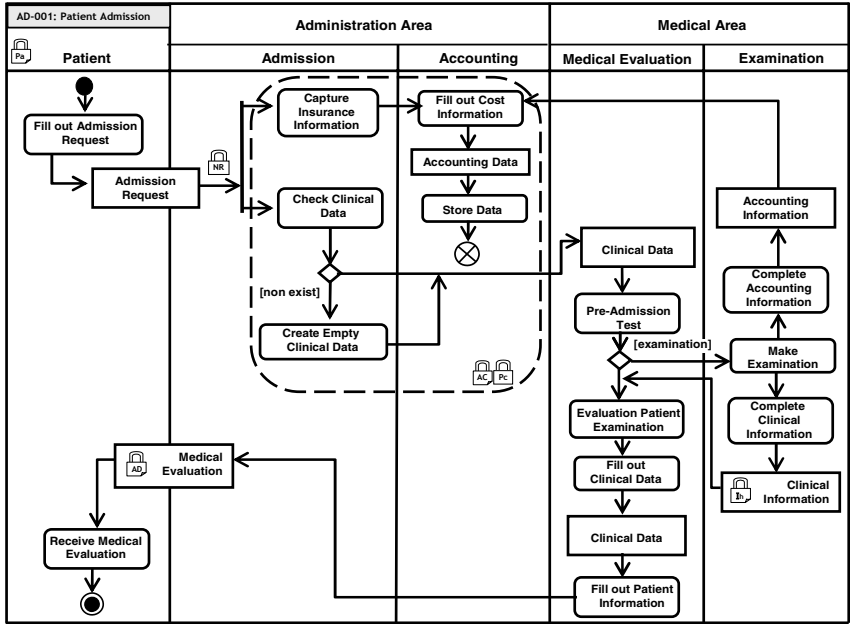 AD-001: Patient Admission
Administration Area
Medical Area
Pa
Patient
Admission
Accounting
Medical Evaluation
Examination
Fill out Admission
Request
Admission
Request
NR
Capture
Insurance
Information
Fill out Cost
Information
Accounting Data
Store Data
Check Clinical
Data
[non exist]
Create Empty
Clinical Data
AC
Pc
Clinical Data
Pre-Admission
Test
[examination]
Accounting
Information
Complete
Accounting
Information
Make
Examination
Complete
Clinical
Information
Ih
Clinical
Information
Evaluation Patient
Examination
Fill out
Clinical Data
Clinical Data
Fill out Patient
Information
AD
Medical
Evaluation
Receive Medical
Evaluation